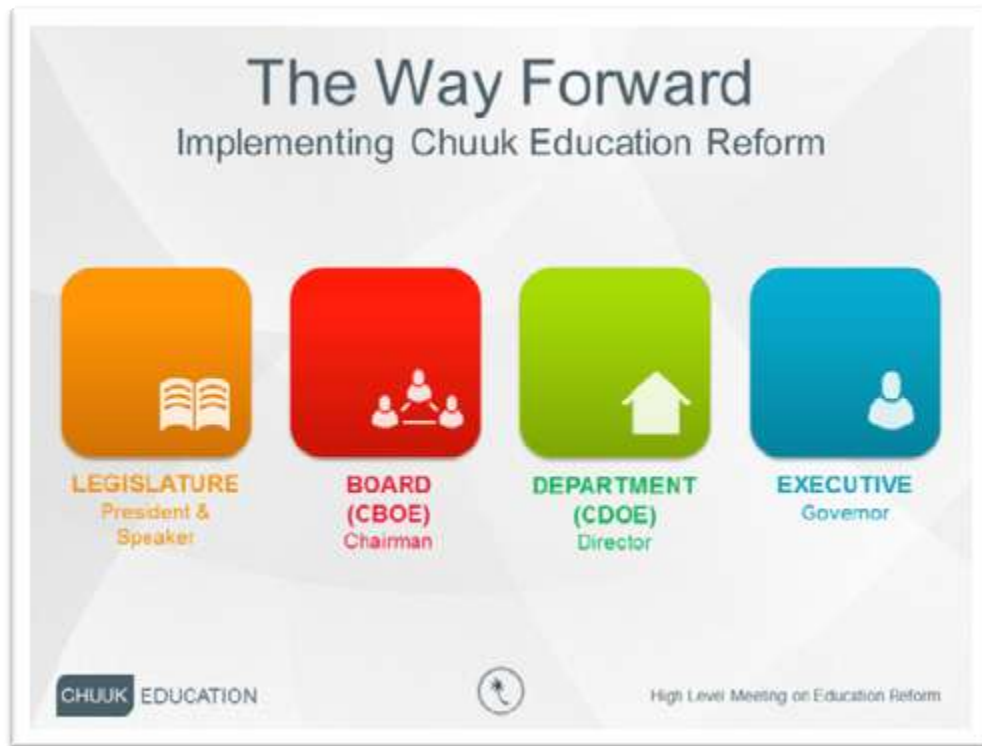 The Way Forward
Implementing Chuuk Education Reform
LEGISLATURE
President &
Speaker
BOARD
(CBOE)
Chairman
DEPARTMENT
(CDOE)
Director
EXECUTIVE
Governor
CHUUK EDUCATION
High Level Meeting on Education Reform